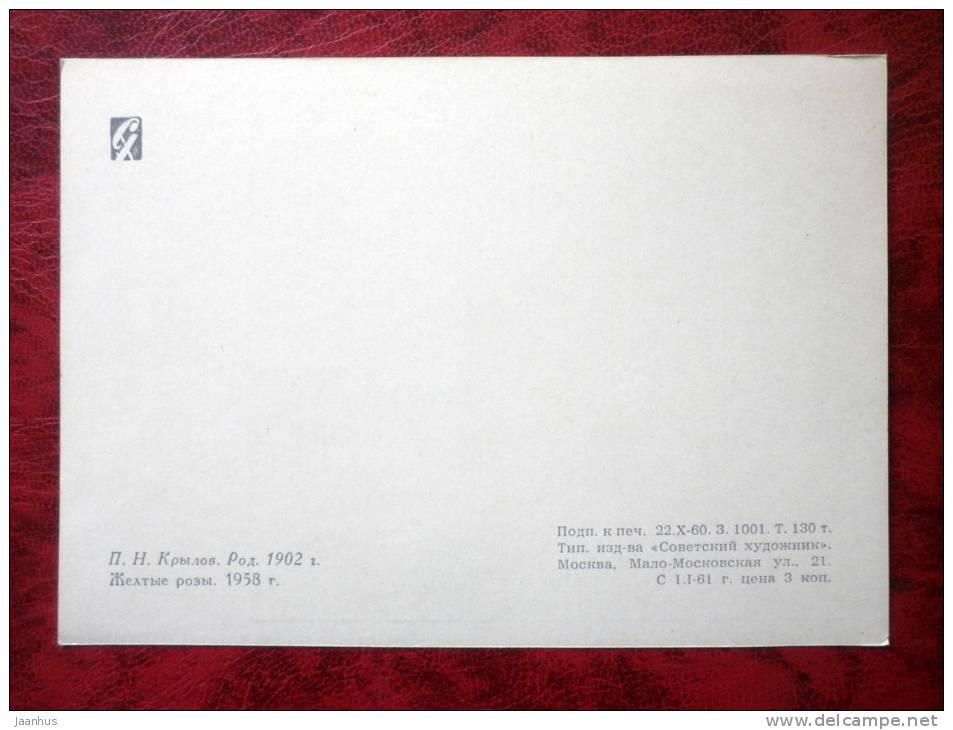 СХ
П. Н. Крылов. Род. 1902 г.
Желтые розы. 1958 г.
Подп. к печ. 22.X-60. З. 1001. Т. 130 т.
Тип. изд-ва «Советский художник».
Москва, Мало-Московская ул., 21.
С 1.I-61 г. цена 3 коп.
jaanhus
www.delcampe.net